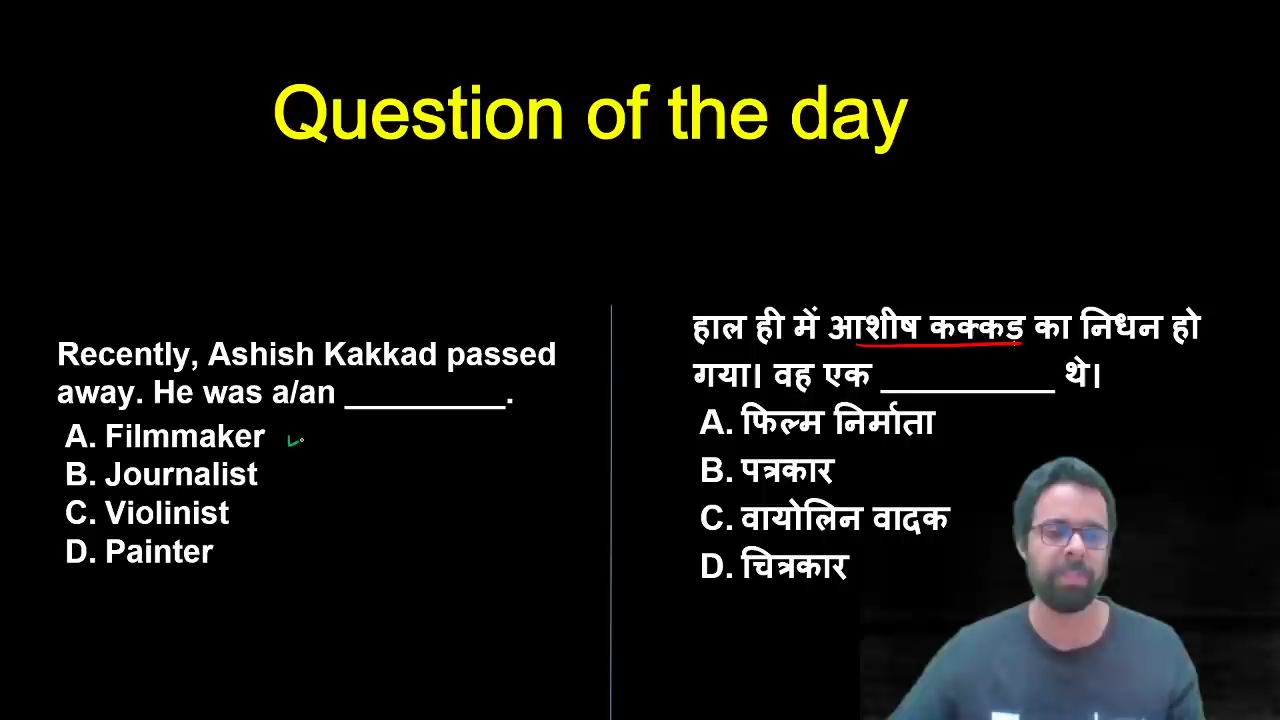 Question of the day
Recently, Ashish Kakkad passed
away. He was a/an _________.
A. Filmmaker
B. Journalist
C. Violinist
D. Painter
हाल ही में आशीष कक्कड़ का निधन हो
गया। वह एक __________ थे।
A. फिल्म निर्माता
B. पत्रकार
C. वायोलिन वादक
D. चित्रकार